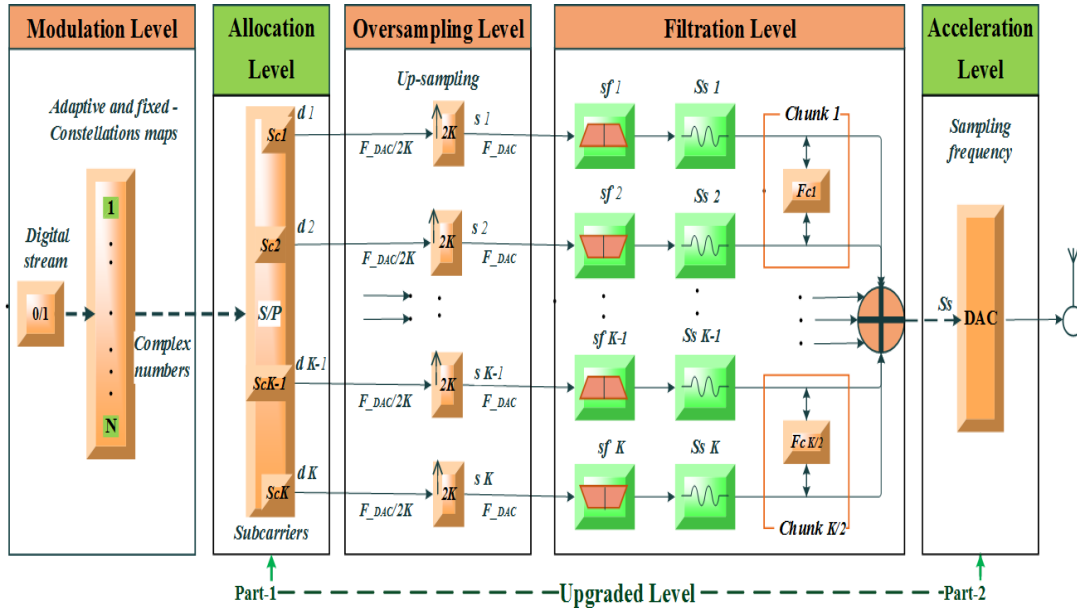 Modulation Level
Allocation
Level
Oversampling Level
Filtration Level
Acceleration
Level
Adaptive and fixed -
Constellations maps
Digital
stream
0/1
1
N
Complex
numbers
Sc1
Sc2
S/P
ScK-1
ScK
Subcarriers
d 1
d 2
d K-1
d K
Up-sampling
F_DAC/2K
2K
s 1
F_DAC
F_DAC/2K
2K
s 2
F_DAC
F_DAC/2K
2K
s K-1
F_DAC
F_DAC/2K
2K
s K
F_DAC
sf 1
Ss 1
sf 2
Ss 2
sf K-1
Ss K-1
sf K
Ss K
Chunk 1
Fc1
Fc K/2
Chunk K/2
Ss
Sampling
frequency
DAC
Part-1
Upgraded Level
Part-2